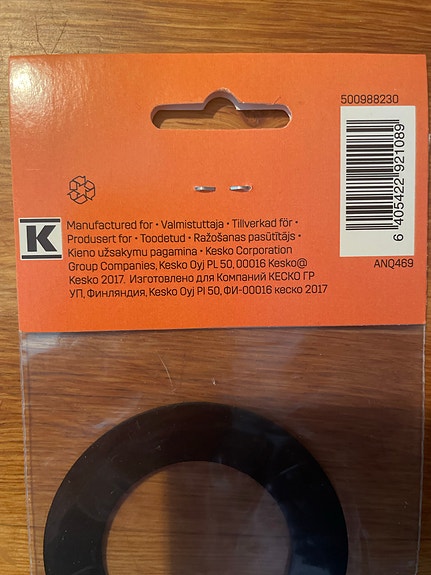 500988230
6 405422 921089
ANQ469
K
Manufactured for • Valmistuttaja • Tillverkad för •
Produsert for • Toodetud • Ražošanas pasūtītājs •
Kieno užsakymu pagaminta • Kesko Corporation
Group Companies, Kesko Oyj PL 50, 00016 Kesko@
Kesko 2017. Изготовлено для Компаний КЕСКО ГР
УП, Финляндия, Kesko Oyj Pl 50, ФИ-00016 кеско 2017